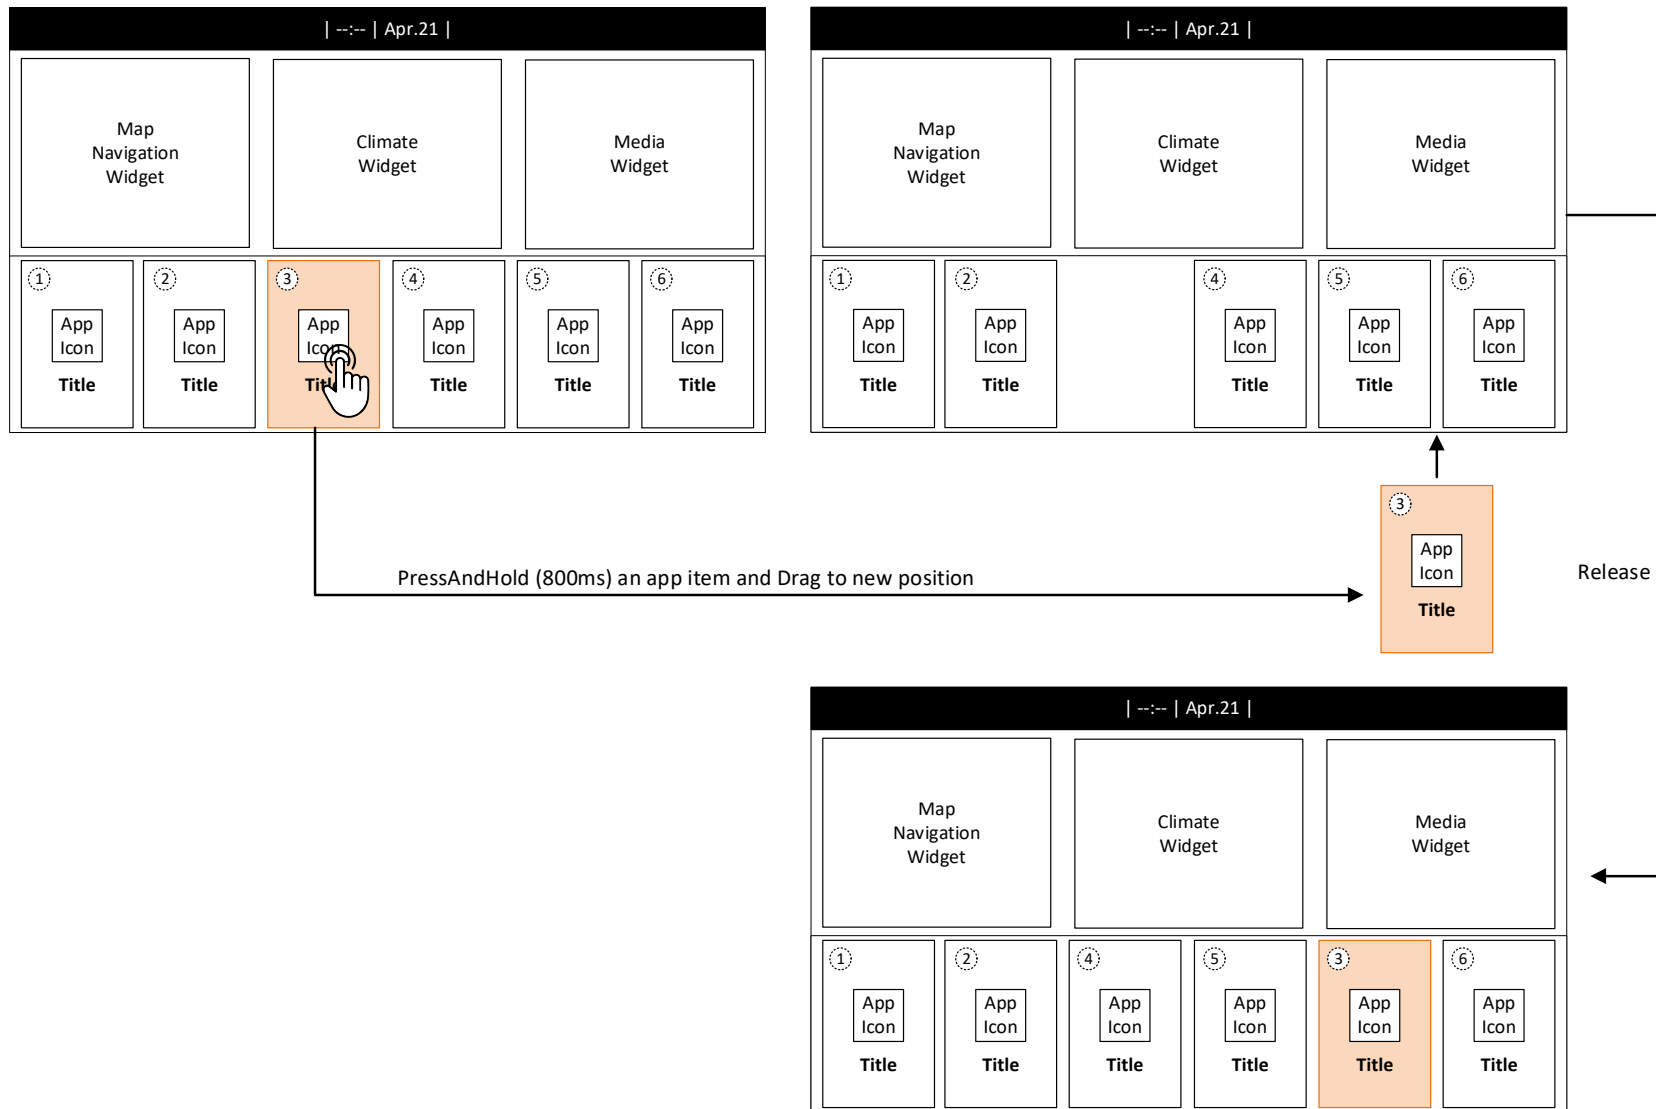 | --:-- | Apr.21 |
Map
Navigation
Widget
Climate
Widget
Media
Widget
1
App
Icon
Title
2
App
Icon
Title
3
App
Icon
Title
4
App
Icon
Title
5
App
Icon
Title
6
App
Icon
Title
| --:-- | Apr.21 |
Map
Navigation
Widget
Climate
Widget
Media
Widget
1
App
Icon
Title
2
App
Icon
Title
4
App
Icon
Title
5
App
Icon
Title
6
App
Icon
Title
PressAndHold (800ms) an app item and Drag to new position
3
App
Icon
Title
Release
| --:-- | Apr.21 |
Map
Navigation
Widget
Climate
Widget
Media
Widget
1
App
Icon
Title
2
App
Icon
Title
4
App
Icon
Title
5
App
Icon
Title
3
App
Icon
Title
6
App
Icon
Title